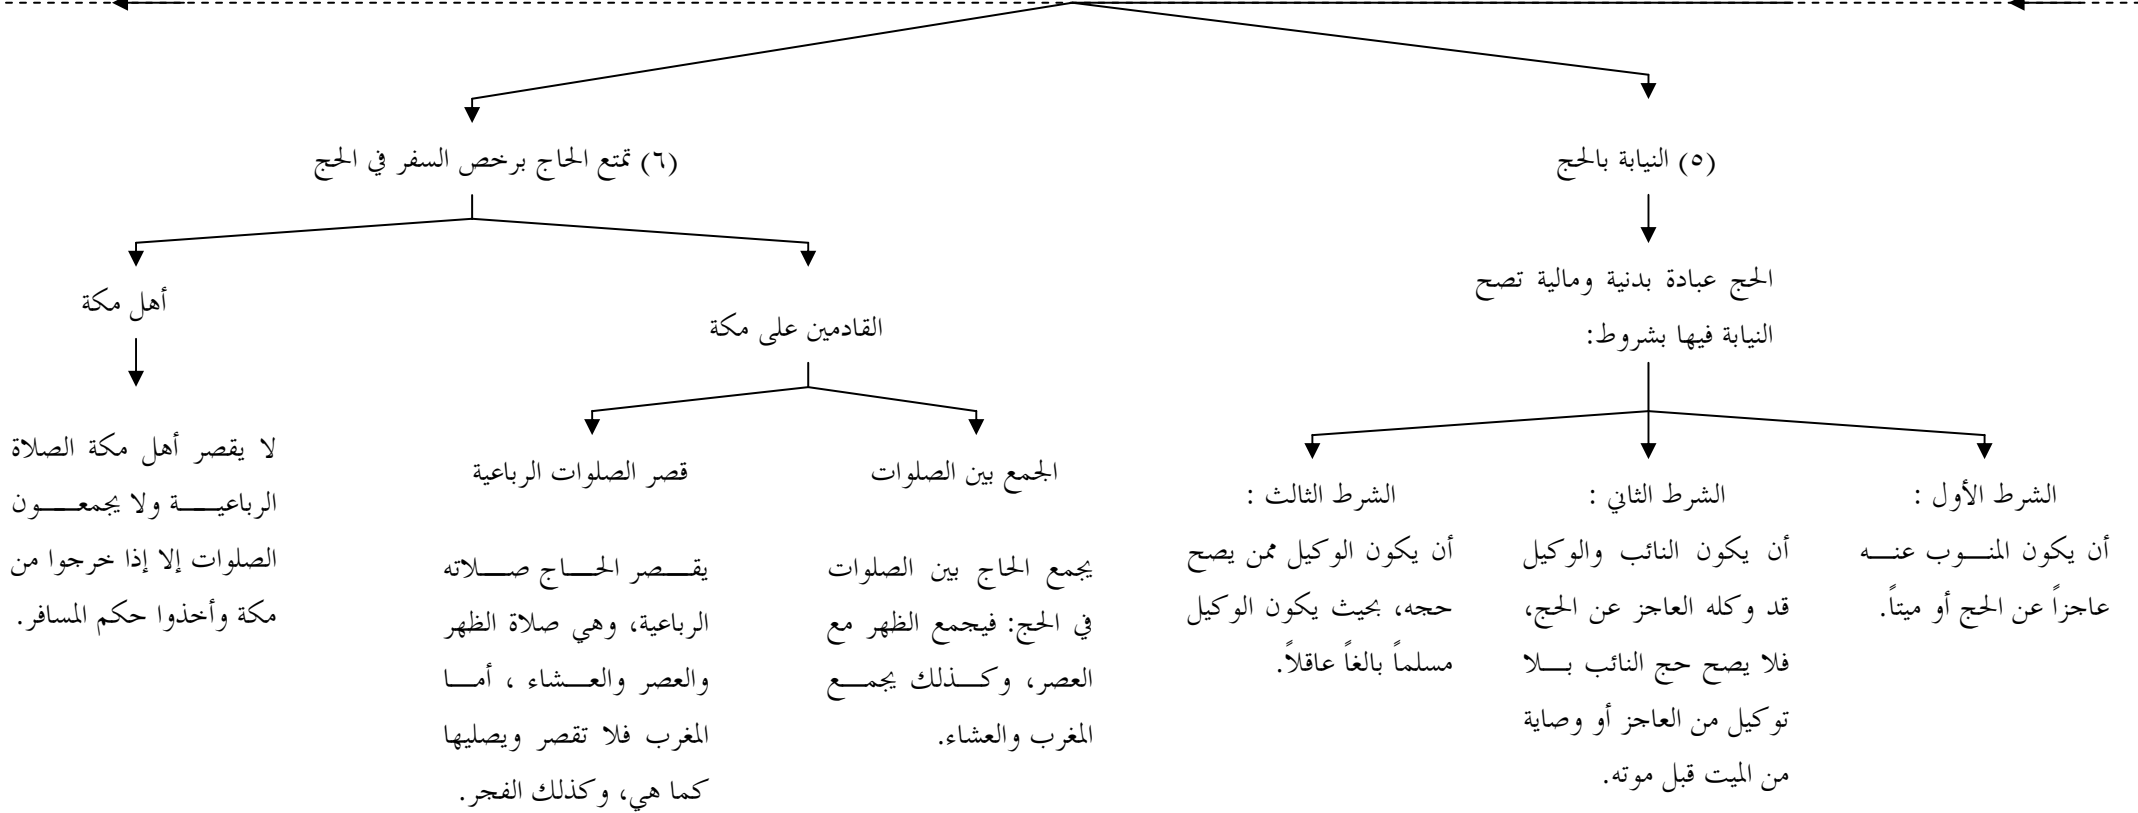 (٥) النيابة بالحج
الحج عبادة بدنية ومالية تصح
النيابة فيها بشروط:
الشرط الأول :
أن يكون المنوب عنه
عاجزاً عن الحج أو ميتاً.
الشرط الثاني :
أن يكون النائب والوكيل
قد وكله العاجز عن الحج،
فلا يصح حج النائب بلا
توكيل من العاجز أو وصاية
من الميت قبل موته.
الشرط الثالث :
أن يكون الوكيل ممن يصح
حجه، بحيث يكون الوكيل
مسلماً بالغاً عاقلاً.
(٦) تمتع الحاج برخص السفر في الحج
القادمين على مكة
الجمع بين الصلوات
يجمع الحاج بين الصلوات
في الحج: فيجمع الظهر مع
العصر، وكذلك يجمع
المغرب والعشاء.
قصر الصلوات الرباعية
يقصر الحاج صلاته
الرباعية، وهي صلاة الظهر
والعصر والعشاء ، أما
المغرب فلا تقصر ويصليها
كما هي، وكذلك الفجر.
أهل مكة
لا يقصر أهل مكة الصلاة
الرباعية ولا يجمعون
الصلوات إلا إذا خرجوا من
مكة وأخذوا حكم المسافر.